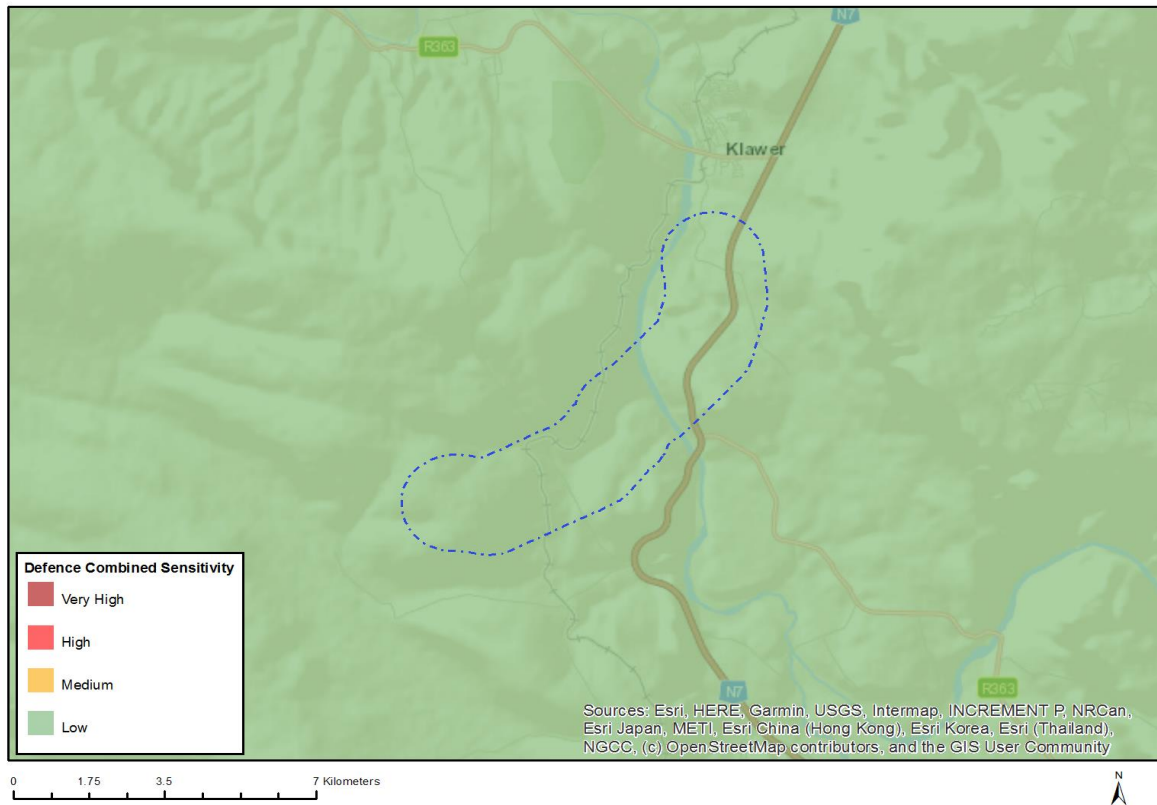 N7
R363
Klawer
Defence Combined Sensitivity
Very High
High
Medium
Low
N7
R363
Sources: Esri, HERE, Garmin, USGS, Intermap, INCREMENT P, NRCan,
Esri Japan, METI, Esri China (Hong Kong), Esri Korea, Esri (Thailand),
NGCC, (c) OpenStreetMap contributors, and the GIS User Community
0 1.75 3.5 7 Kilometers
N